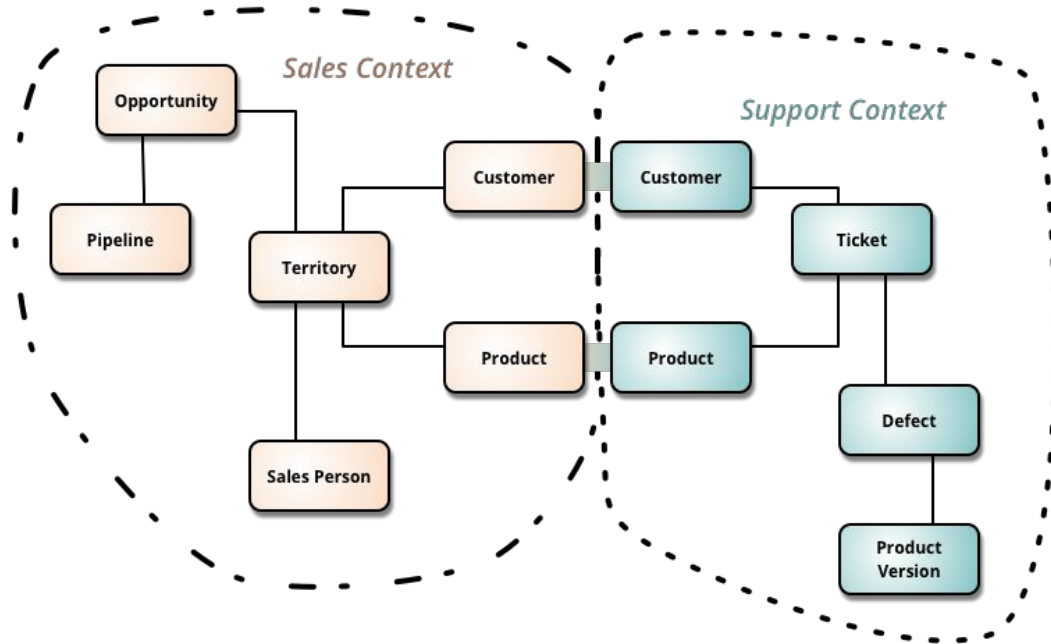 Sales Context
Opportunity
Support Context
Customer
Customer
Pipeline
Ticket
Territory
Product
Product
Defect
Sales Person
Product
Version